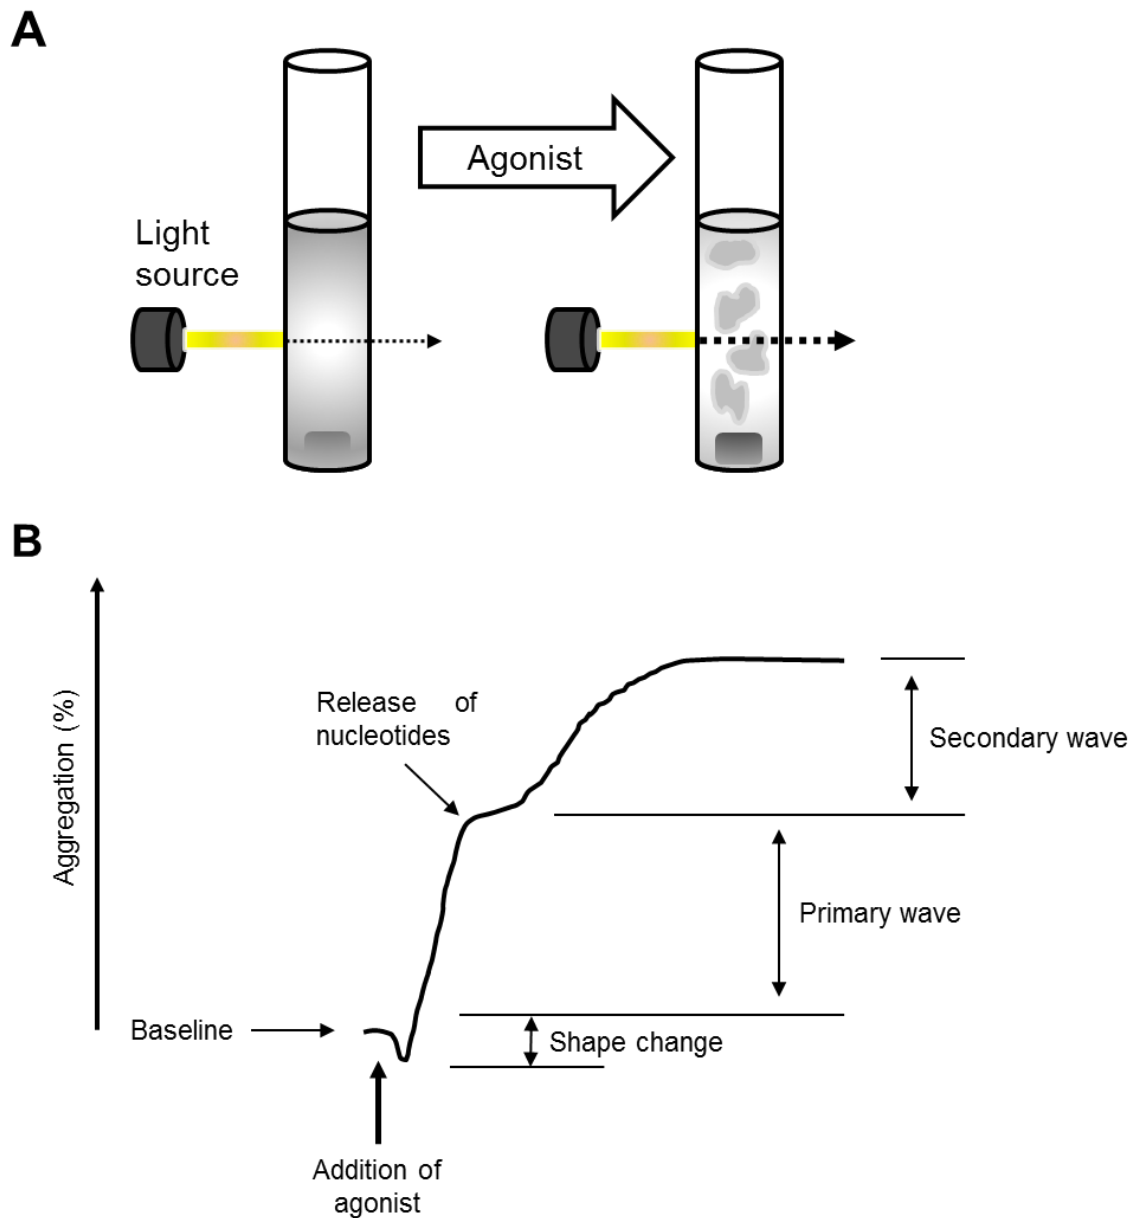 A
Agonist
Light
source
B
Aggregation (%)
Release of
nucleotides
Secondary wave
Primary wave
Baseline
Shape change
Addition of
agonist